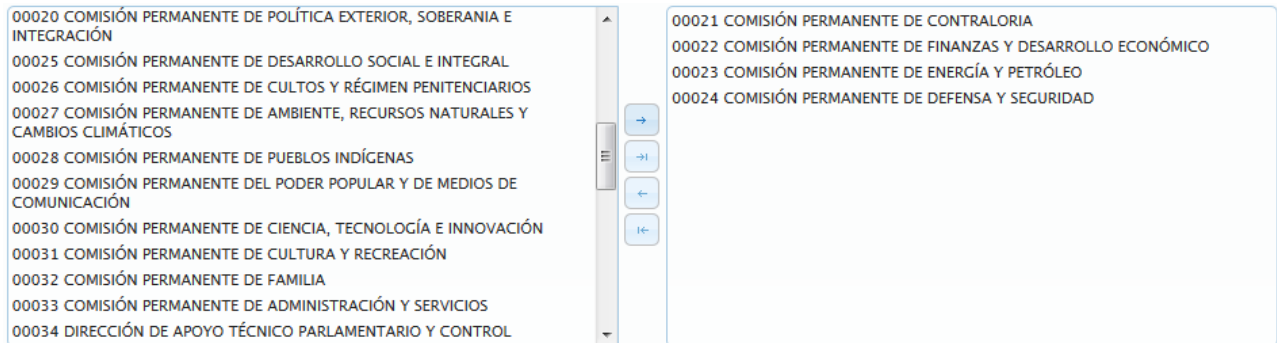 00020 COMISIÓN PERMANENTE DE POLÍTICA EXTERIOR, SOBERANIA E
INTEGRACIÓN
00025 COMISIÓN PERMANENTE DE DESARROLLO SOCIAL E INTEGRAL
00026 COMISIÓN PERMANENTE DE CULTOS Y RÉGIMEN PENITENCIARIOS
00027 COMISIÓN PERMANENTE DE AMBIENTE, RECURSOS NATURALES Y
CAMBIOS CLIMÁTICOS
00028 COMISIÓN PERMANENTE DE PUEBLOS INDÍGENAS
00029 COMISIÓN PERMANENTE DEL PODER POPULAR Y DE MEDIOS DE
COMUNICACIÓN
00030 COMISIÓN PERMANENTE DE CIENCIA, TECNOLOGÍA E INNOVACIÓN
00031 COMISIÓN PERMANENTE DE CULTURA Y RECREACIÓN
00032 COMISIÓN PERMANENTE DE FAMILIA
00033 COMISIÓN PERMANENTE DE ADMINISTRACIÓN Y SERVICIOS
00034 DIRECCIÓN DE APOYO TÉCNICO PARLAMENTARIO Y CONTROL
00021 COMISIÓN PERMANENTE DE CONTRALORIA
00022 COMISIÓN PERMANENTE DE FINANZAS Y DESARROLLO ECONÓMICO
00023 COMISIÓN PERMANENTE DE ENERGÍA Y PETRÓLEO
00024 COMISIÓN PERMANENTE DE DEFENSA Y SEGURIDAD